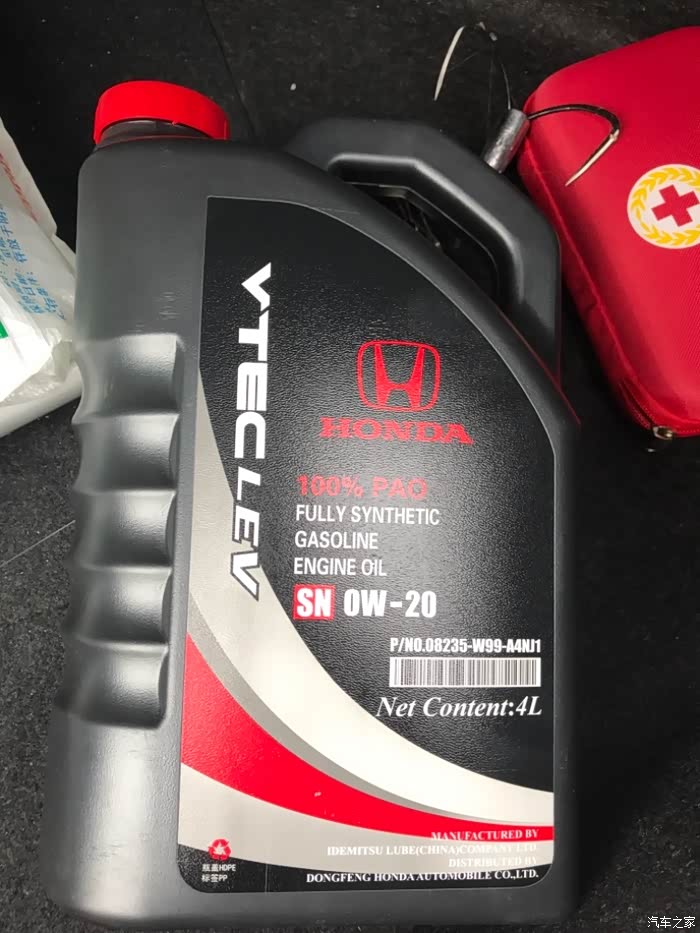 VTEC LEV
HONDA
100% PAO
FULLY SYNTHETIC
GASOLINE
ENGINE OIL
SN 0W-20
P/NO.08235-W99-A4NJ1
Net Content:4L
MANUFACTURED BY
IDEMITSU LUBE(CHINA)COMPANY LTD.
DISTRIBUTED BY
DONGFENG HONDA AUTOMOBILE CO.,LTD.
瓶盖HDPE
标签PP
汽车之家